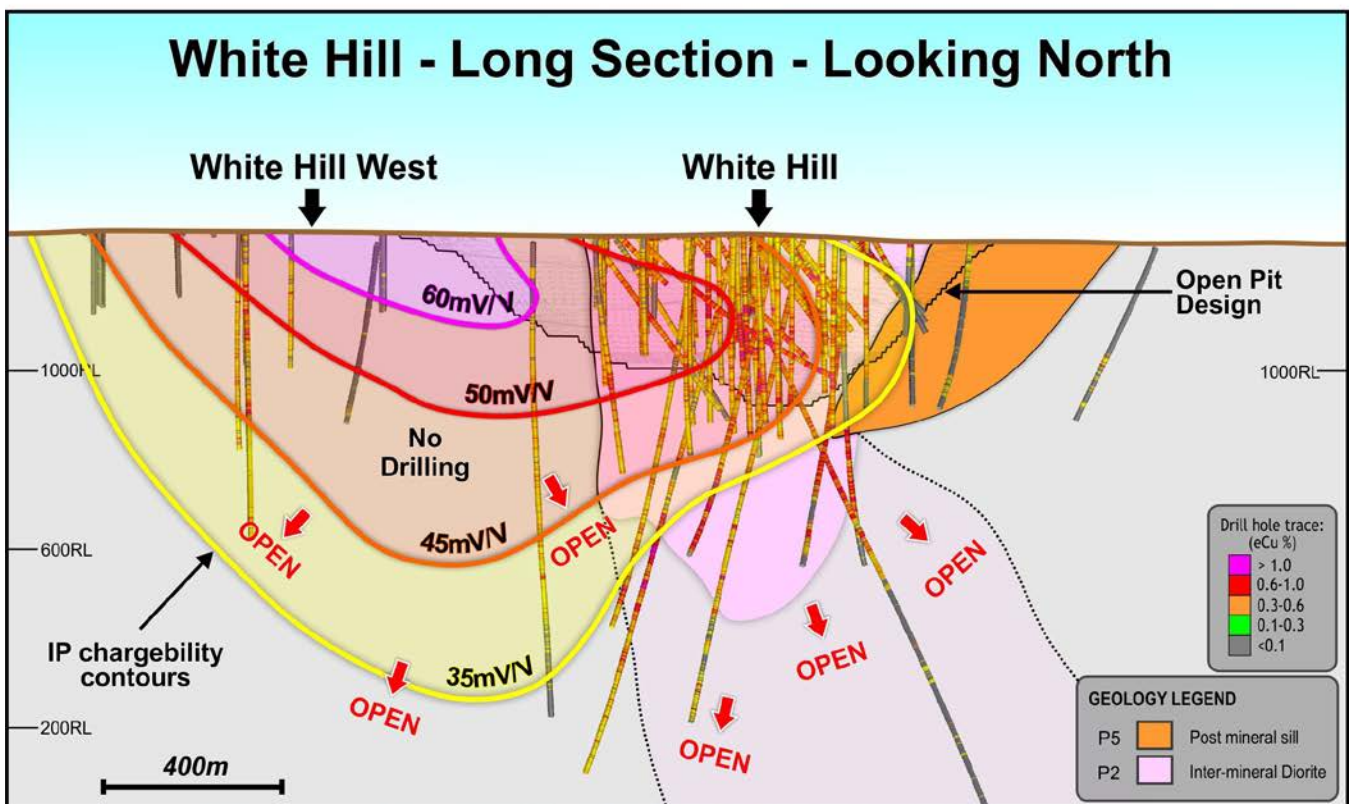 White Hill - Long Section - Looking North
White Hill West
White Hill
Open Pit
Design
60mV/V
1000RL
1000RL
50mV/V
No
Drilling
OPEN
45mV/V
OPEN
OPEN
600RL
IP chargebility
contours
35mV/V
OPEN
OPEN
OPEN
200RL
400m
Drill hole trace:
(eCu %)
> 1.0
0.6-1.0
0.3-0.6
0.1-0.3
<0.1
GEOLOGY LEGEND
P5 Post mineral sill
P2 Inter-mineral Diorite